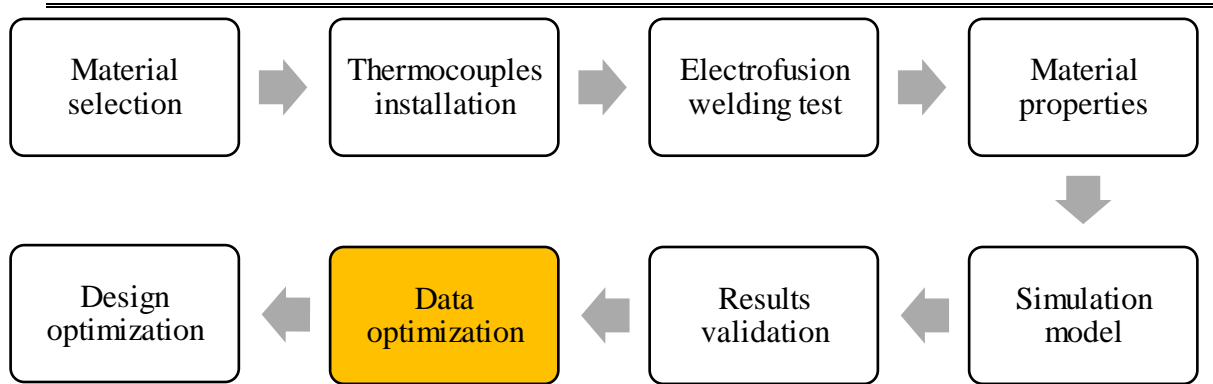 Material
selection
Thermocouples
installation
Electrofusion
welding test
Material
properties
Design
optimization
Data
optimization
Results
validation
Simulation
model